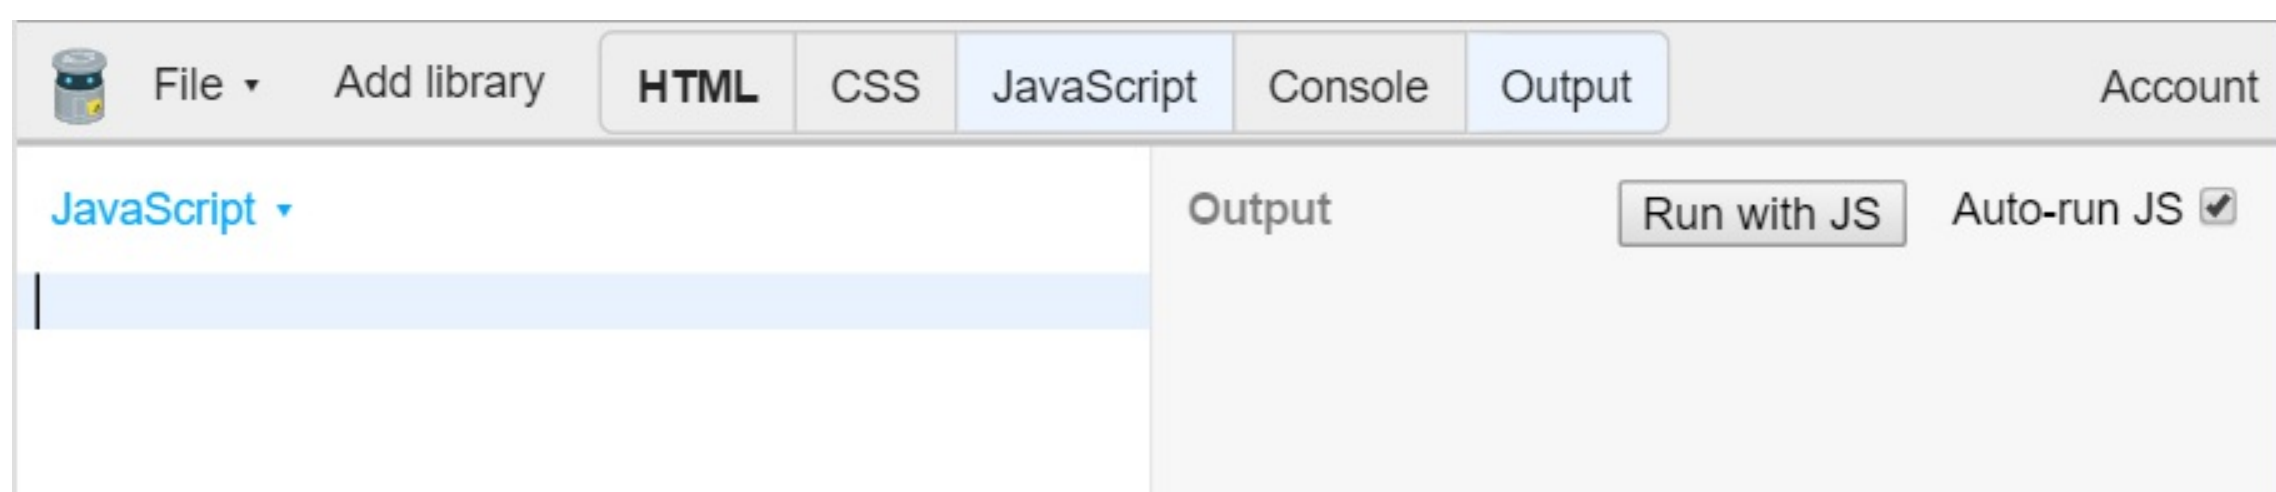 File ▾ Add library HTML CSS JavaScript Console Output Account
JavaScript ▾ Output Run with JS Auto-run JS